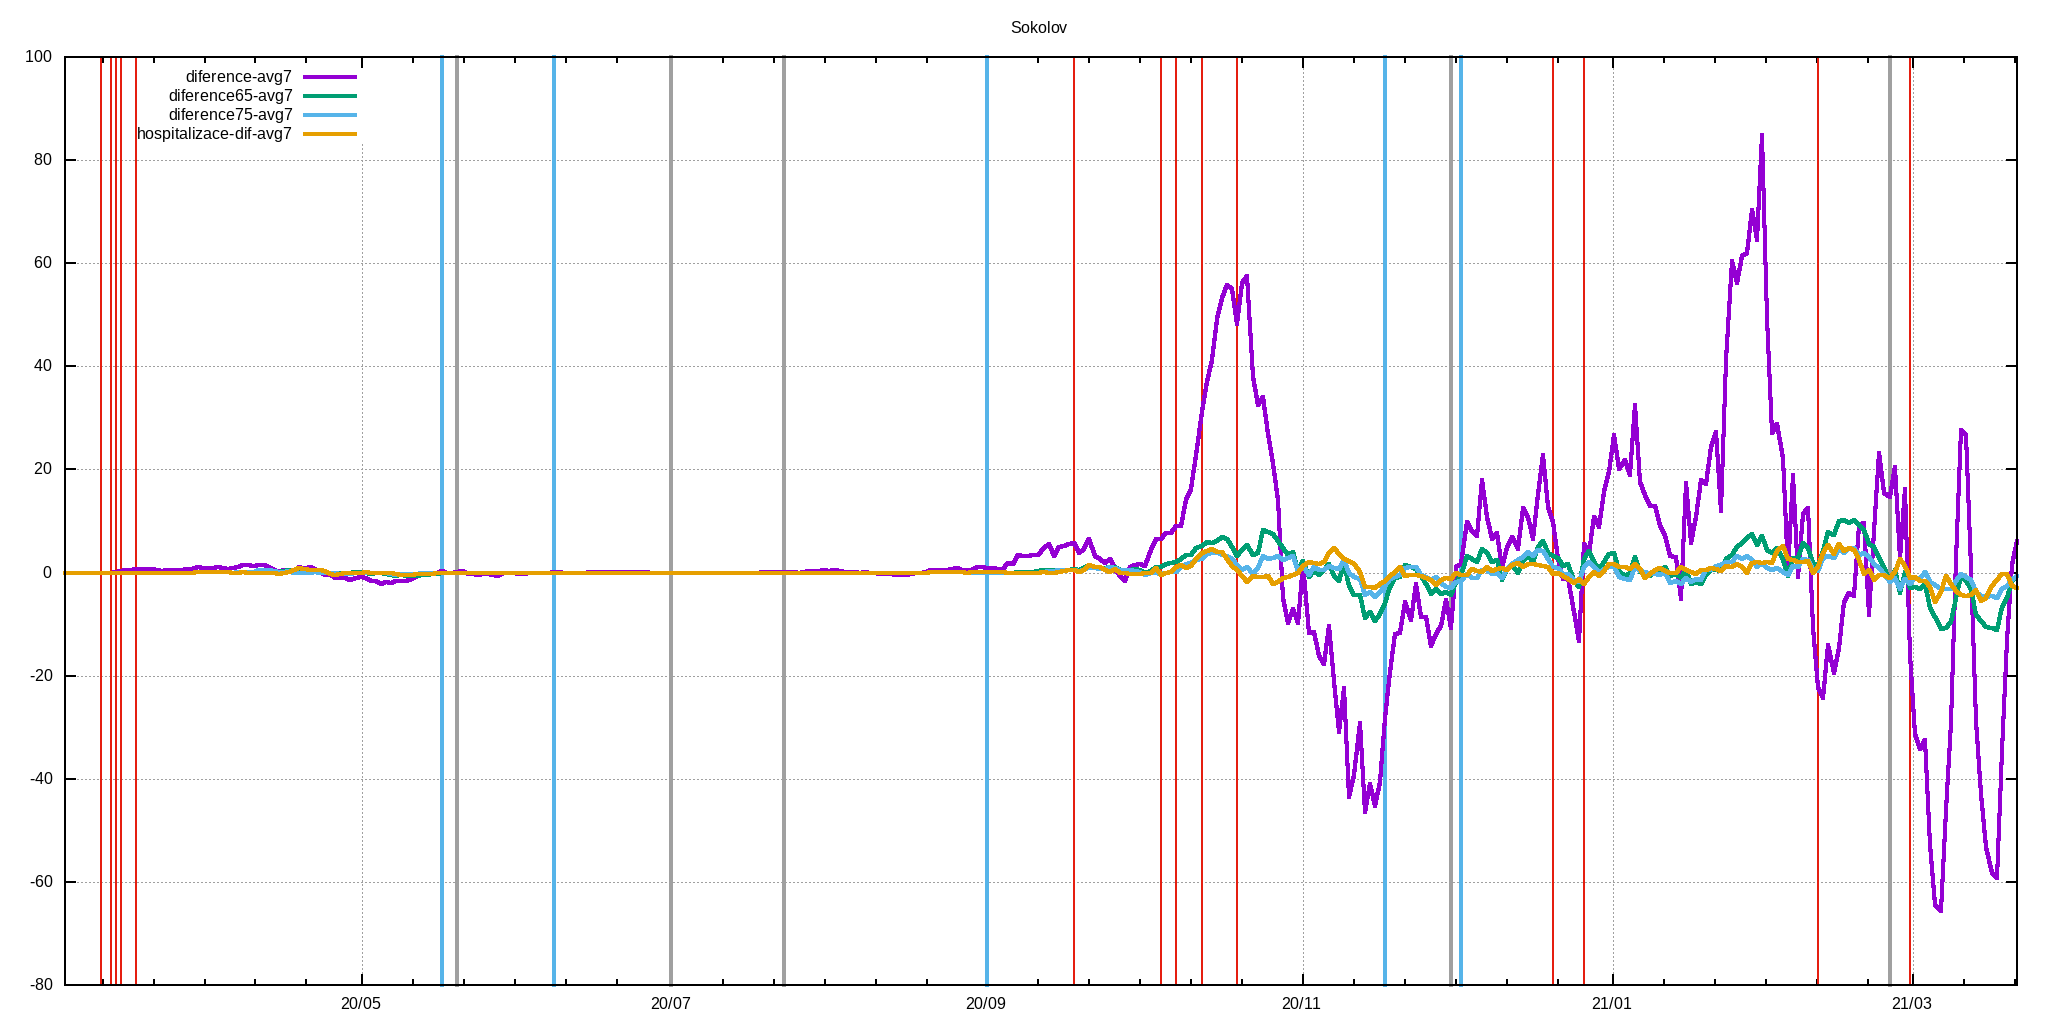 Sokolov
100
diference-avg7
diference65-avg7
diference75-avg7
hospitalizace-dif-avg7
80
60
40
20
0
-20
-40
-60
-80
20/05 20/07 20/09 20/11 21/01 21/03